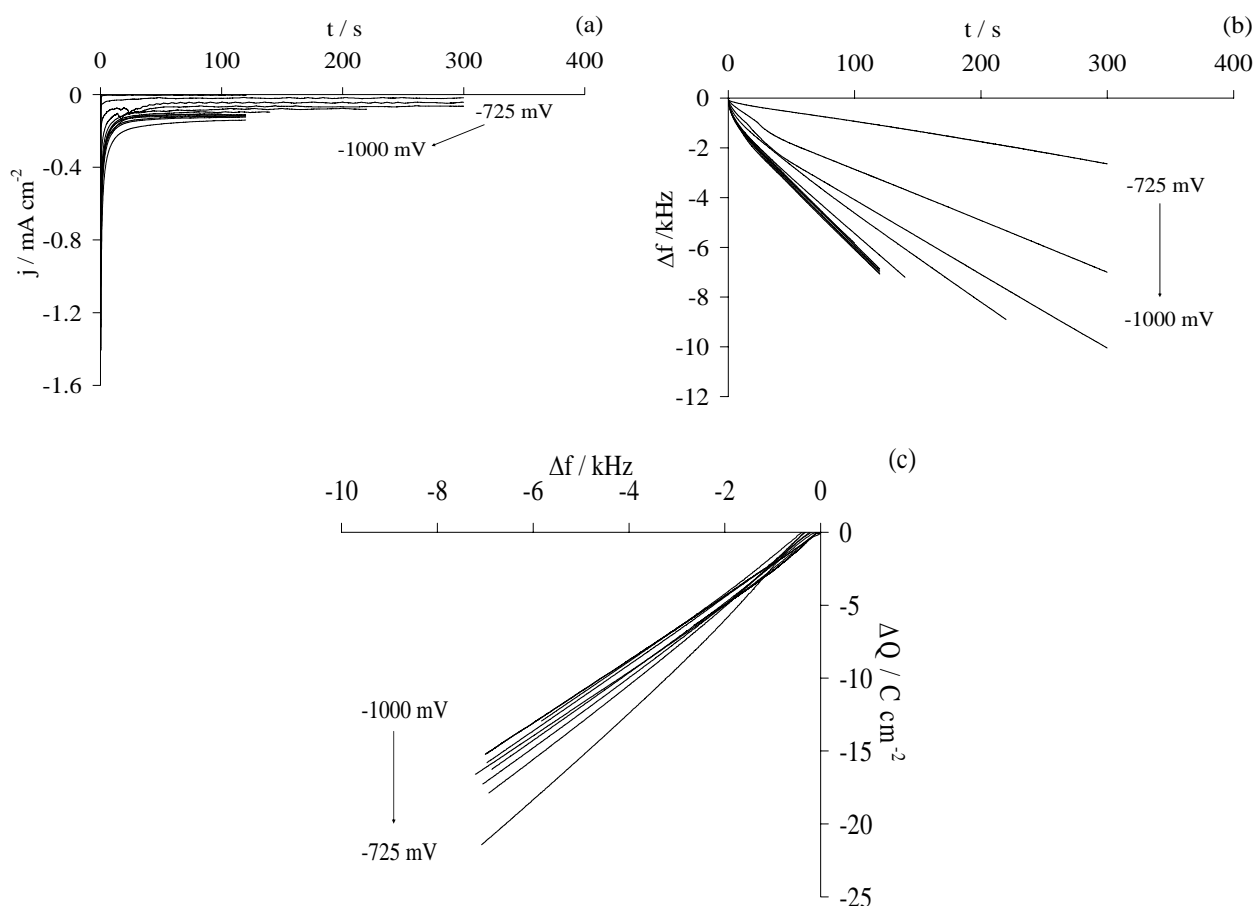 t / s
(a)
0 100 200 300 400
0
-0.4
-0.8
-1.2
-1.6
j / mA cm-2
-725 mV
-1000 mV
t / s
(b)
0 100 200 300 400
0
-2
-4
-6
-8
-10
-12
Δf /kHz
-725 mV
-1000 mV
Δf / kHz
(c)
-10 -8 -6 -4 -2 0
0
-5
-10
-15
-20
-25
ΔQ / C cm-2
-1000 mV
-725 mV